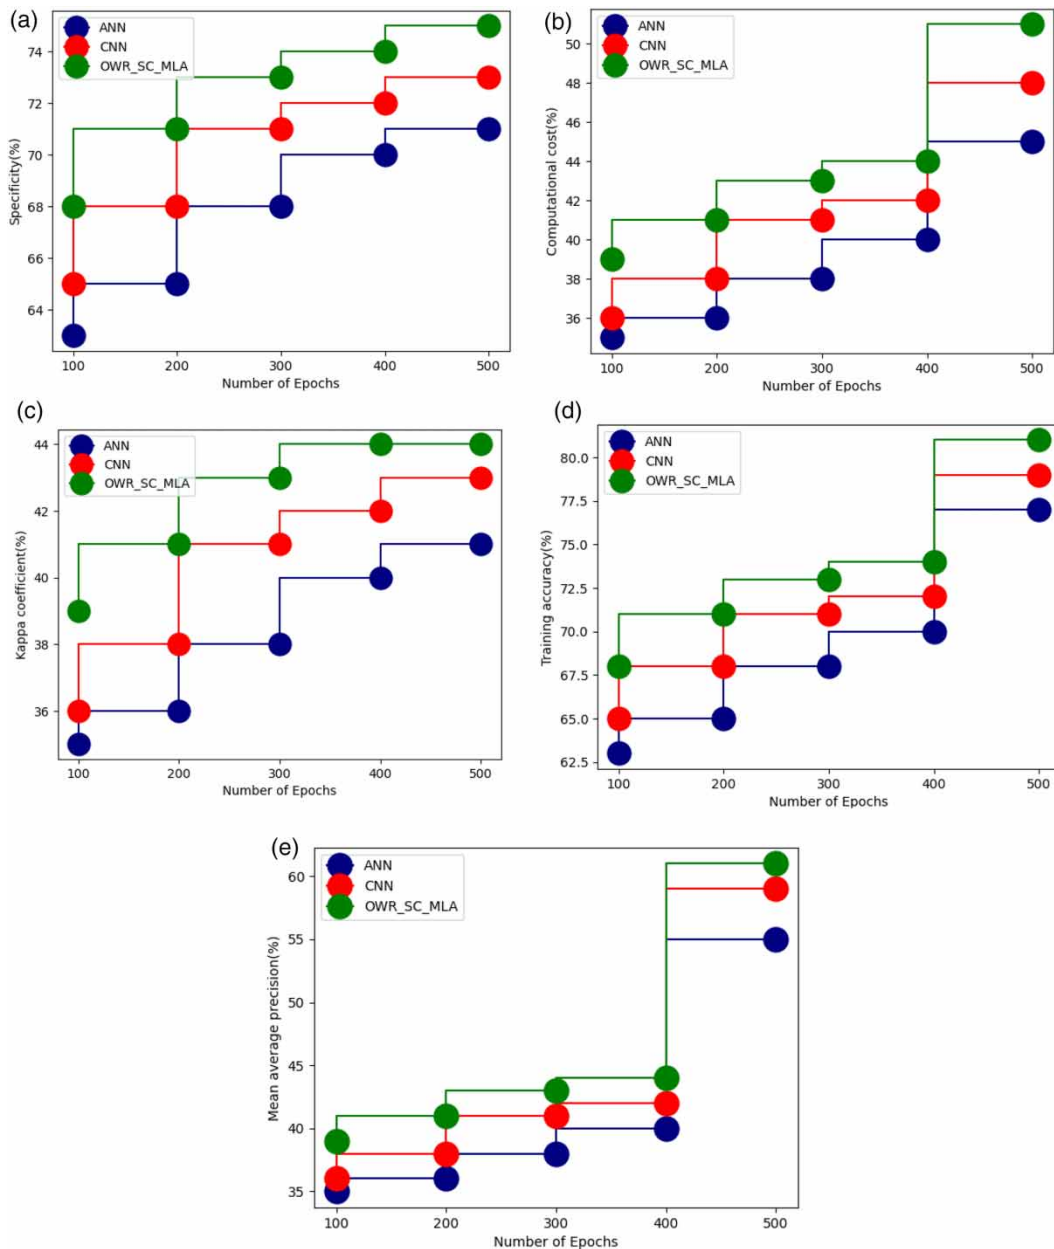 (a)
ANN
CNN
OWR_SC_MLA
74
72
70
68
66
64
Specificity(%)
100 200 300 400 500
Number of Epochs
(b)
ANN
CNN
OWR_SC_MLA
50
48
46
44
42
40
38
36
Computational cost(%)
100 200 300 400 500
Number of Epochs
(c)
ANN
CNN
OWR_SC_MLA
44
42
40
38
36
Kappa coefficient(%)
100 200 300 400 500
Number of Epochs
(d)
ANN
CNN
OWR_SC_MLA
80.0
77.5
75.0
72.5
70.0
67.5
65.0
62.5
Training accuracy(%)
100 200 300 400 500
Number of Epochs
(e)
ANN
CNN
OWR_SC_MLA
60
55
50
45
40
35
Mean average precision(%)
100 200 300 400 500
Number of Epochs